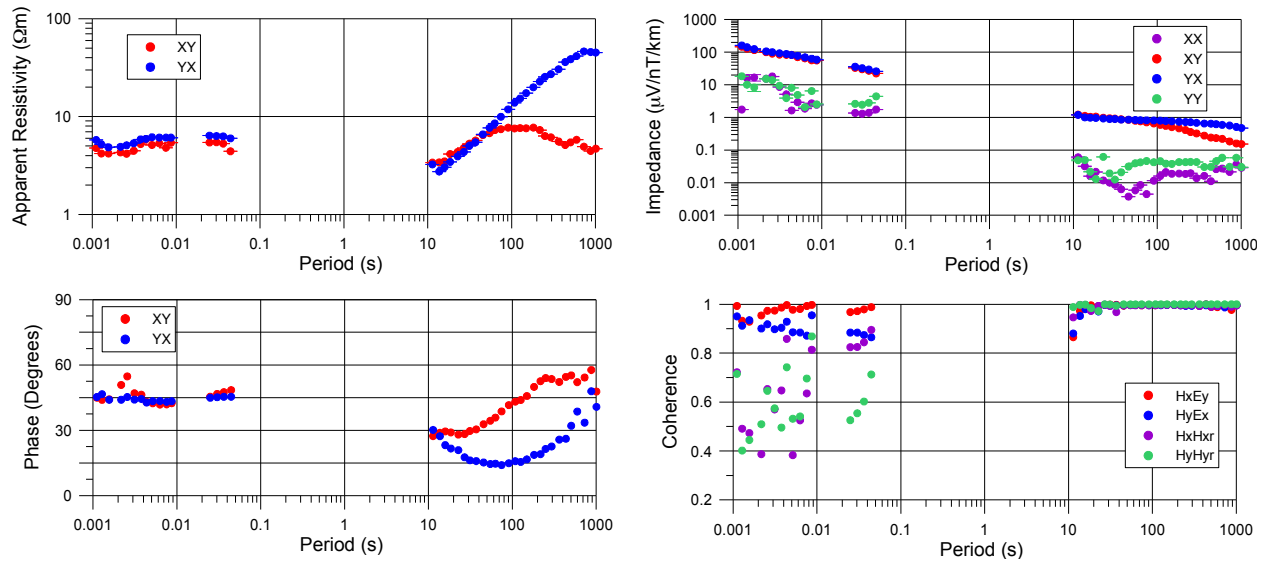 Apparent Resistivity (Ωm)
100
10
1
XY
YX
0.001 0.01 0.1 1 10 100 1000
Period (s)
Impedance (μV/nT/km)
1000
100
10
1
0.1
0.01
0.001
XX
XY
YX
YY
0.001 0.01 0.1 1 10 100 1000
Period (s)
Phase (Degrees)
90
60
30
0
XY
YX
0.001 0.01 0.1 1 10 100 1000
Period (s)
Coherence
1
0.8
0.6
0.4
0.2
HxEy
HyEx
HxHxr
HyHyr
0.001 0.01 0.1 1 10 100 1000
Period (s)